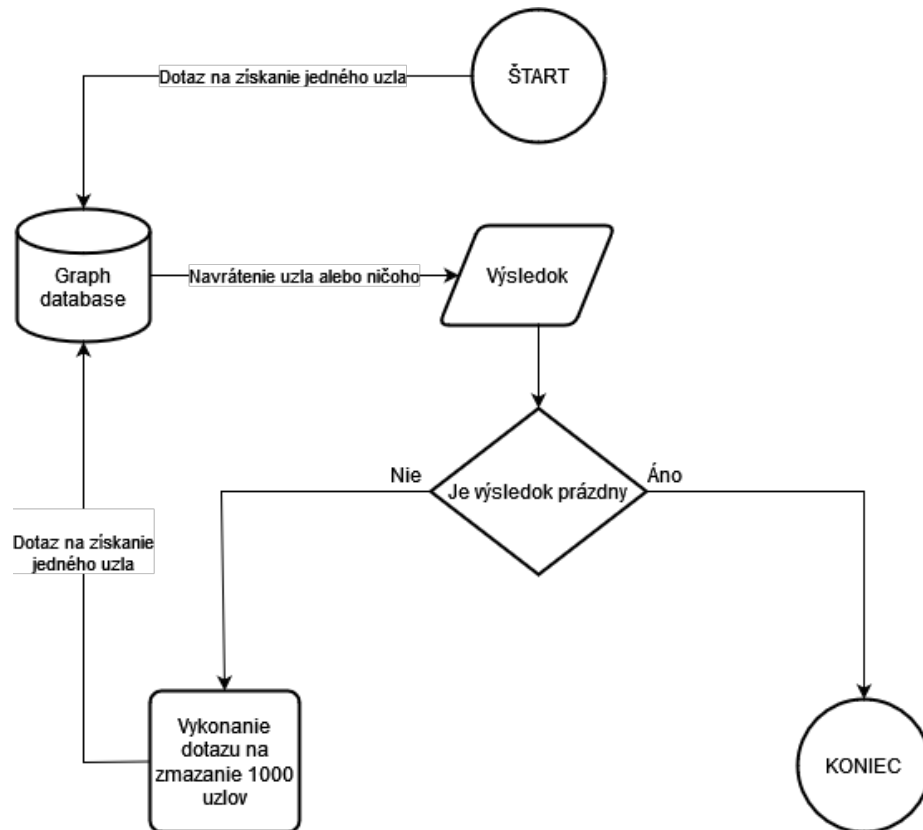 ŠTART
Dotaz na získanie jedného uzla
Graph
database
Navrátenie uzla alebo ničoho
Výsledok
Je výsledok prázdny
Nie
Áno
Dotaz na získanie
jedného uzla
Vykonanie
dotazu na
zmazanie 1000
uzlov
KONIEC